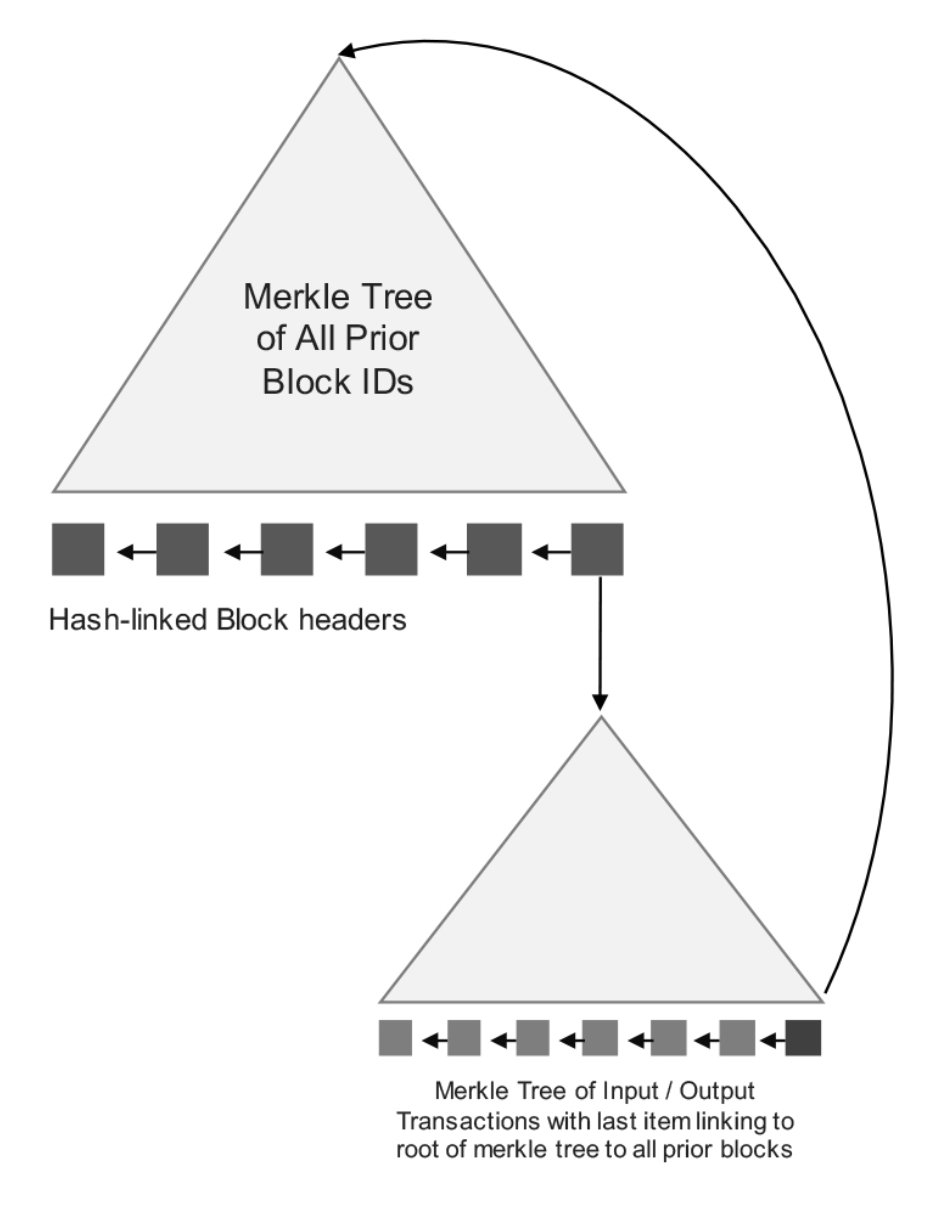 Merkle Tree
of All Prior
Block IDs
Hash-linked Block headers
Merkle Tree of Input / Output
Transactions with last item linking to
root of merkle tree to all prior blocks